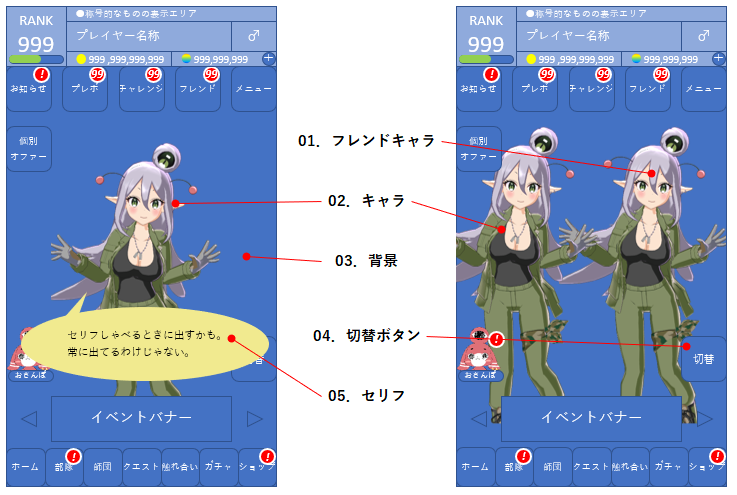 RANK
999
●称号的なものの表示エリア
プレイヤー名称
♂
999,999,999,999
999,999,999
+
お知らせ
!
プレボ
99
チャレンジ
99
フレンド
99
メニュー
個別
オファー
セリフしゃべるときに出すかも。
常に出てるわけじゃない。
おさんぽ
イベントバナー
ホーム
部隊
!
師団
クエスト
触れ合い
ガチャ
ショップ
!
01. フレンドキャラ
02. キャラ
03. 背景
04. 切替ボタン
05. セリフ
RANK
999
●称号的なものの表示エリア
プレイヤー名称
♂
999,999,999,999
999,999,999
+
お知らせ
!
プレボ
99
チャレンジ
99
フレンド
99
メニュー
個別
オファー
!
おさんぽ
切替
イベントバナー
ホーム
部隊
!
師団
クエスト
触れ合い
ガチャ
ショップ
!